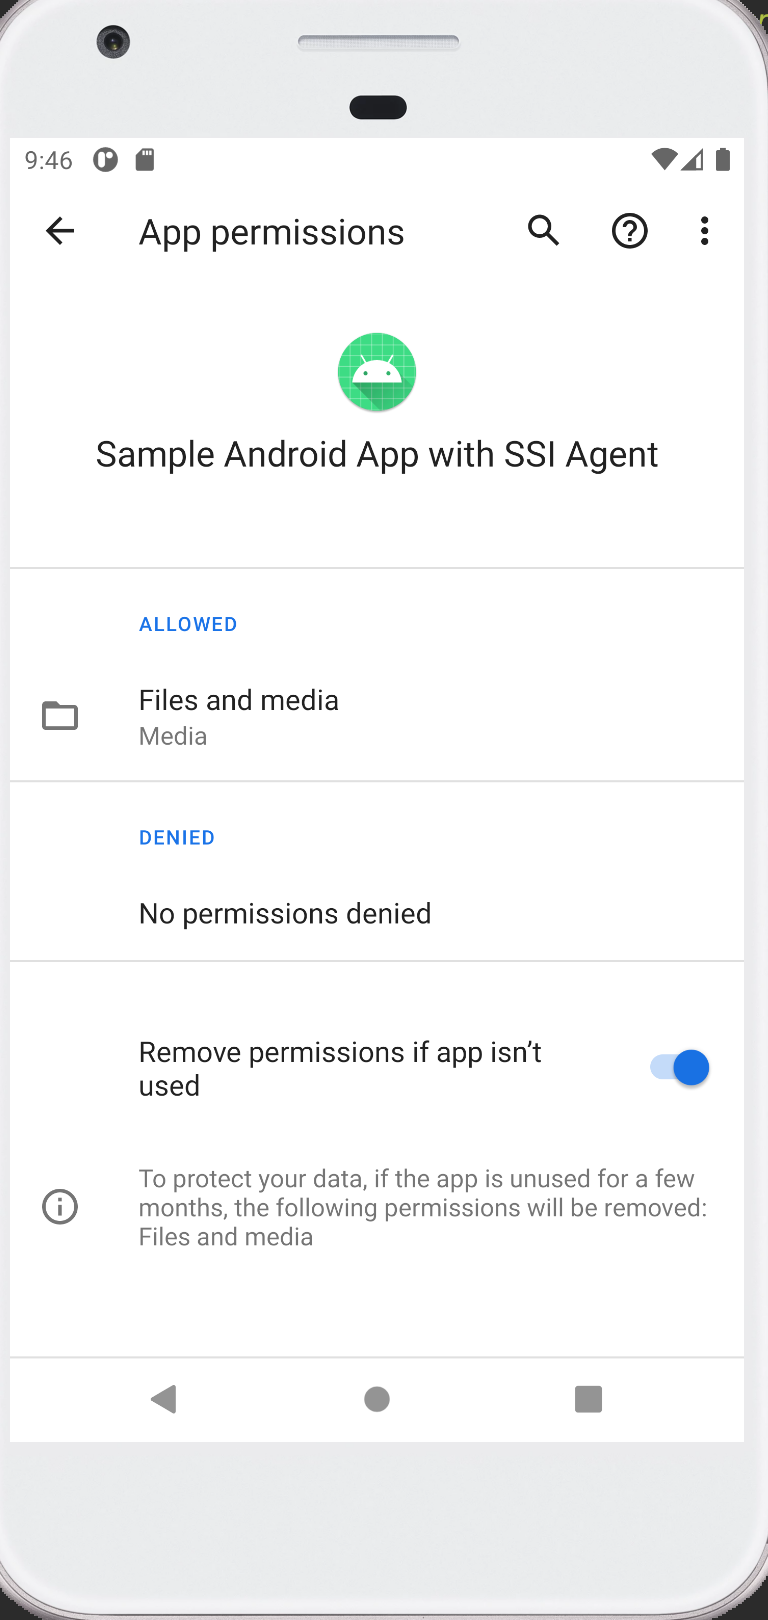 9:46
App permissions
Sample Android App with SSI Agent
ALLOWED
Files and media
Media
DENIED
No permissions denied
Remove permissions if app isn’t
used
To protect your data, if the app is unused for a few
months, the following permissions will be removed:
Files and media